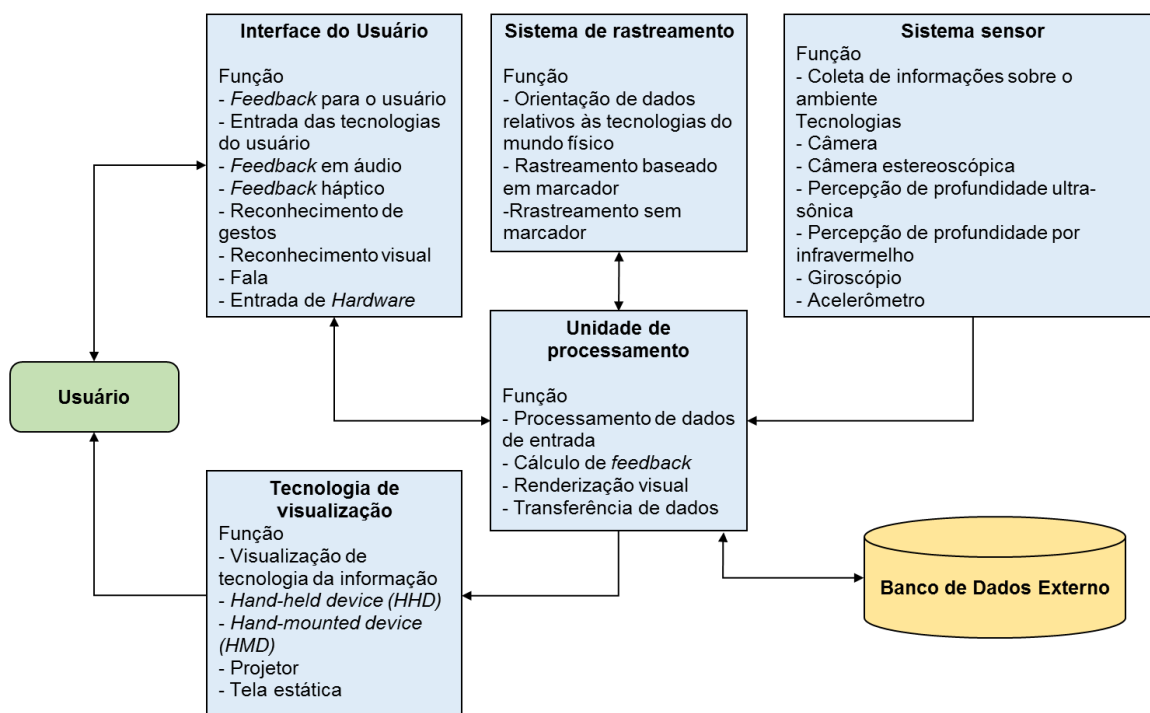 Interface do Usuário
Função
- Feedback para o usuário
- Entrada das tecnologias
do usuário
- Feedback em áudio
- Feedback háptico
- Reconhecimento de
gestos
- Reconhecimento visual
- Fala
- Entrada de Hardware
Sistema de rastreamento
Função
- Orientação de dados
relativos às tecnologias do
mundo físico
- Rastreamento baseado
em marcador
-Rrastreamento sem
marcador
Sistema sensor
Função
- Coleta de informações sobre o
ambiente
Tecnologias
- Câmera
- Câmera estereoscópica
- Percepção de profundidade ultra-
sônica
- Percepção de profundidade por
infravermelho
- Giroscópio
- Acelerômetro
Usuário
Unidade de
processamento
Função
- Processamento de dados
de entrada
- Cálculo de feedback
- Renderização visual
- Transferência de dados
Tecnologia de
visualização
Função
- Visualização de
tecnologia da informação
- Hand-held device (HHD)
- Hand-mounted device
(HMD)
- Projetor
- Tela estática
Banco de Dados Externo